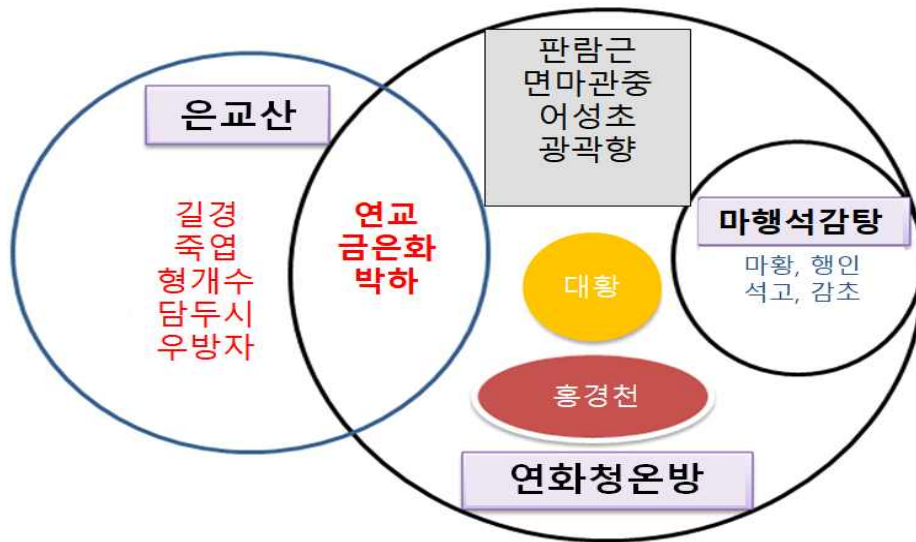 은교산
길경
죽엽
형개수
담두시
우방자
연교
금은화
박하
판람근
면마관중
어성초
광곽향
대황
홍경천
마행석감탕
마황, 행인
석고, 감초
연화청온방